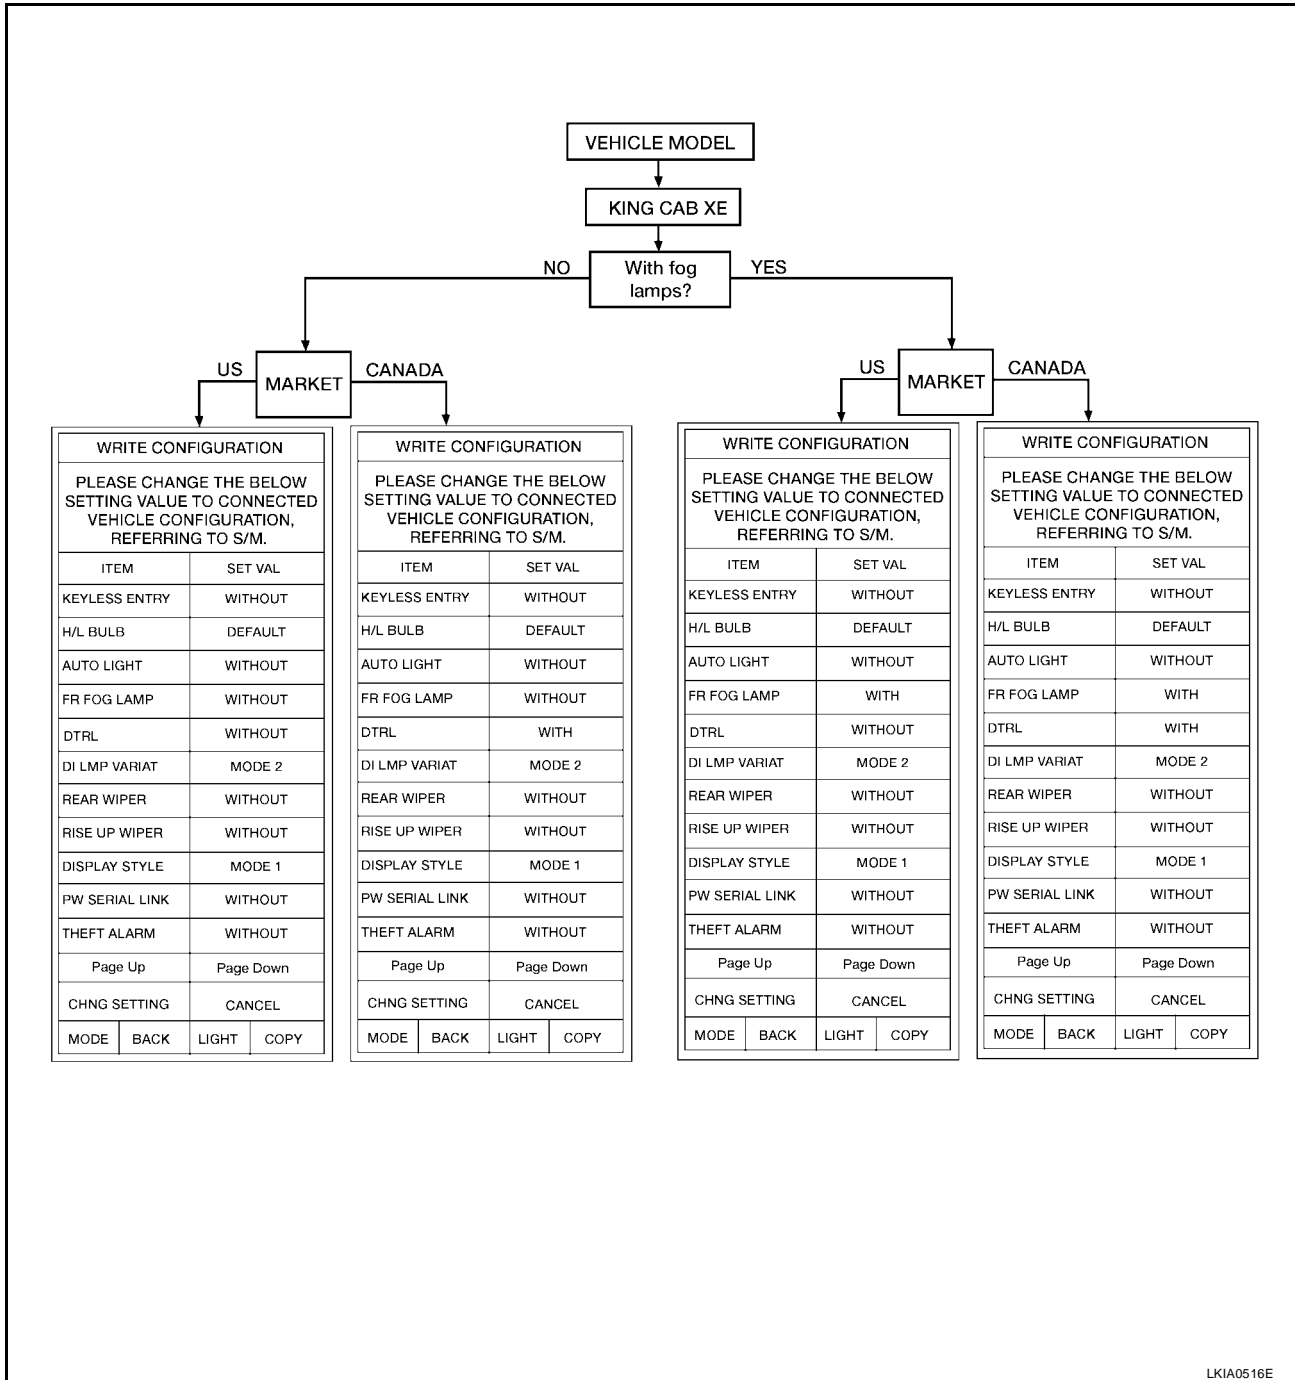 VEHICLE MODEL
KING CAB XE
NO
With fog
lamps?
YES
US
MARKET
CANADA
US
MARKET
CANADA
WRITE CONFIGURATION
PLEASE CHANGE THE BELOW
SETTING VALUE TO CONNECTED
VEHICLE CONFIGURATION,
REFERRING TO S/M.
ITEM SET VAL
KEYLESS ENTRY WITHOUT
H/L BULB DEFAULT
AUTO LIGHT WITHOUT
FR FOG LAMP WITHOUT
DTRL WITHOUT
DI LMP VARIAT MODE 2
REAR WIPER WITHOUT
RISE UP WIPER WITHOUT
DISPLAY STYLE MODE 1
PW SERIAL LINK WITHOUT
THEFT ALARM WITHOUT
Page Up Page Down
CHNG SETTING CANCEL
MODE BACK LIGHT COPY
WRITE CONFIGURATION
PLEASE CHANGE THE BELOW
SETTING VALUE TO CONNECTED
VEHICLE CONFIGURATION,
REFERRING TO S/M.
ITEM SET VAL
KEYLESS ENTRY WITHOUT
H/L BULB DEFAULT
AUTO LIGHT WITHOUT
FR FOG LAMP WITHOUT
DTRL WITH
DI LMP VARIAT MODE 2
REAR WIPER WITHOUT
RISE UP WIPER WITHOUT
DISPLAY STYLE MODE 1
PW SERIAL LINK WITHOUT
THEFT ALARM WITHOUT
Page Up Page Down
CHNG SETTING CANCEL
MODE BACK LIGHT COPY
WRITE CONFIGURATION
PLEASE CHANGE THE BELOW
SETTING VALUE TO CONNECTED
VEHICLE CONFIGURATION,
REFERRING TO S/M.
ITEM SET VAL
KEYLESS ENTRY WITHOUT
H/L BULB DEFAULT
AUTO LIGHT WITHOUT
FR FOG LAMP WITH
DTRL WITHOUT
DI LMP VARIAT MODE 2
REAR WIPER WITHOUT
RISE UP WIPER WITHOUT
DISPLAY STYLE MODE 1
PW SERIAL LINK WITHOUT
THEFT ALARM WITHOUT
Page Up Page Down
CHNG SETTING CANCEL
MODE BACK LIGHT COPY
WRITE CONFIGURATION
PLEASE CHANGE THE BELOW
SETTING VALUE TO CONNECTED
VEHICLE CONFIGURATION,
REFERRING TO S/M.
ITEM SET VAL
KEYLESS ENTRY WITHOUT
H/L BULB DEFAULT
AUTO LIGHT WITHOUT
FR FOG LAMP WITH
DTRL WITH
DI LMP VARIAT MODE 2
REAR WIPER WITHOUT
RISE UP WIPER WITHOUT
DISPLAY STYLE MODE 1
PW SERIAL LINK WITHOUT
THEFT ALARM WITHOUT
Page Up Page Down
CHNG SETTING CANCEL
MODE BACK LIGHT COPY
LKIA0516E